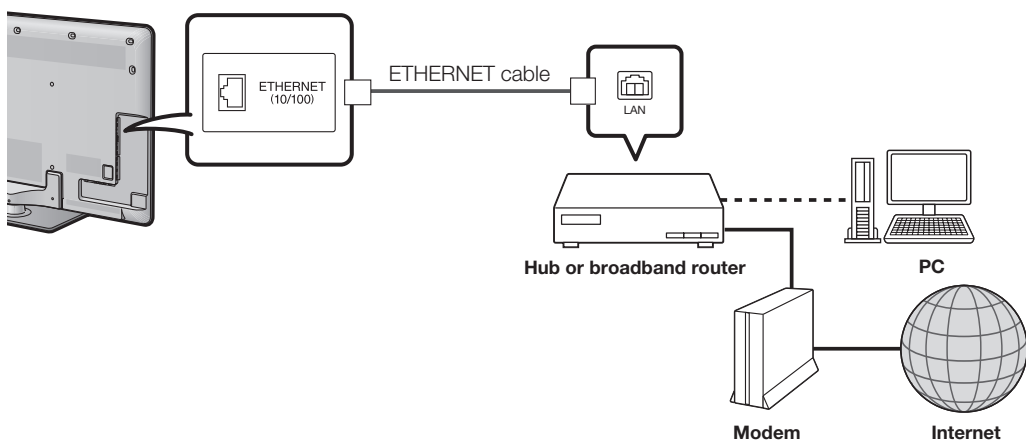 ETHERNET
(10/100)
ETHERNET cable
LAN
Hub or broadband router
PC
Modem
Internet